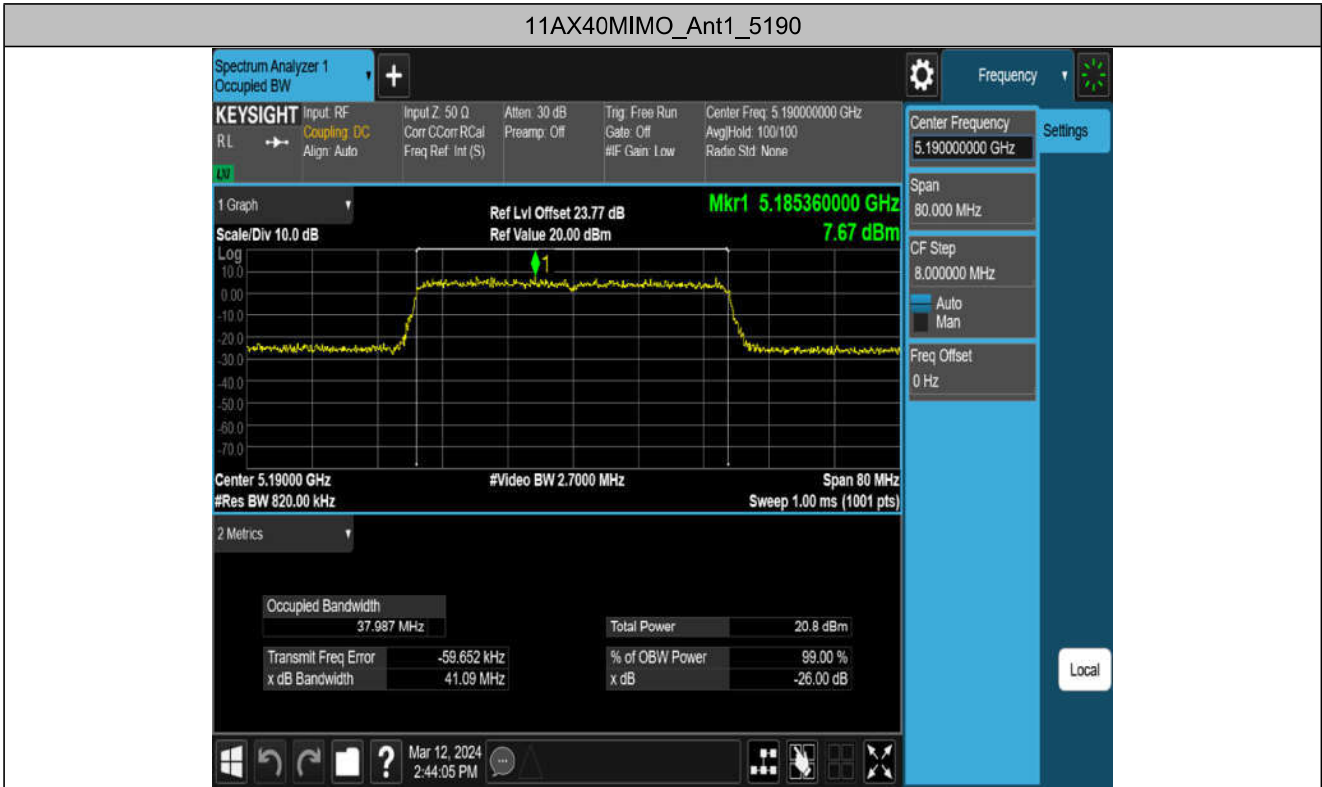 11AX40MIMO_Ant1_5190
Spectrum Analyzer 1
Occupied BW
+
Frequency
KEYSIGHT
R L
LXI
Input: RF
Coupling: DC
Align: Auto
Input Z: 50 Ω
Corr CCorr RCal
Freq Ref: Int (S)
Atten: 30 dB
Preamp: Off
Trig: Free Run
Gate: Off
#IF Gain: Low
Center Freq: 5.190000000 GHz
Avg|Hold: 100/100
Radio Std: None
Center Frequency
5.190000000 GHz
Settings
Span
80.000 MHz
CF Step
8.000000 MHz
Auto
Man
Freq Offset
0 Hz
Local
1 Graph
Scale/Div 10.0 dB
Ref Lvl Offset 23.77 dB
Ref Value 20.00 dBm
Mkr1 5.185360000 GHz
7.67 dBm
Log
10.0
0.00
-10.0
-20.0
-30.0
-40.0
-50.0
-60.0
-70.0
1
Center 5.19000 GHz
#Video BW 2.7000 MHz
Span 80 MHz
#Res BW 820.00 kHz
Sweep 1.00 ms (1001 pts)
2 Metrics
Occupied Bandwidth
37.987 MHz
Total Power 20.8 dBm
Transmit Freq Error -59.652 kHz
% of OBW Power 99.00 %
x dB Bandwidth 41.09 MHz
x dB -26.00 dB
?
Mar 12, 2024
2:44:05 PM